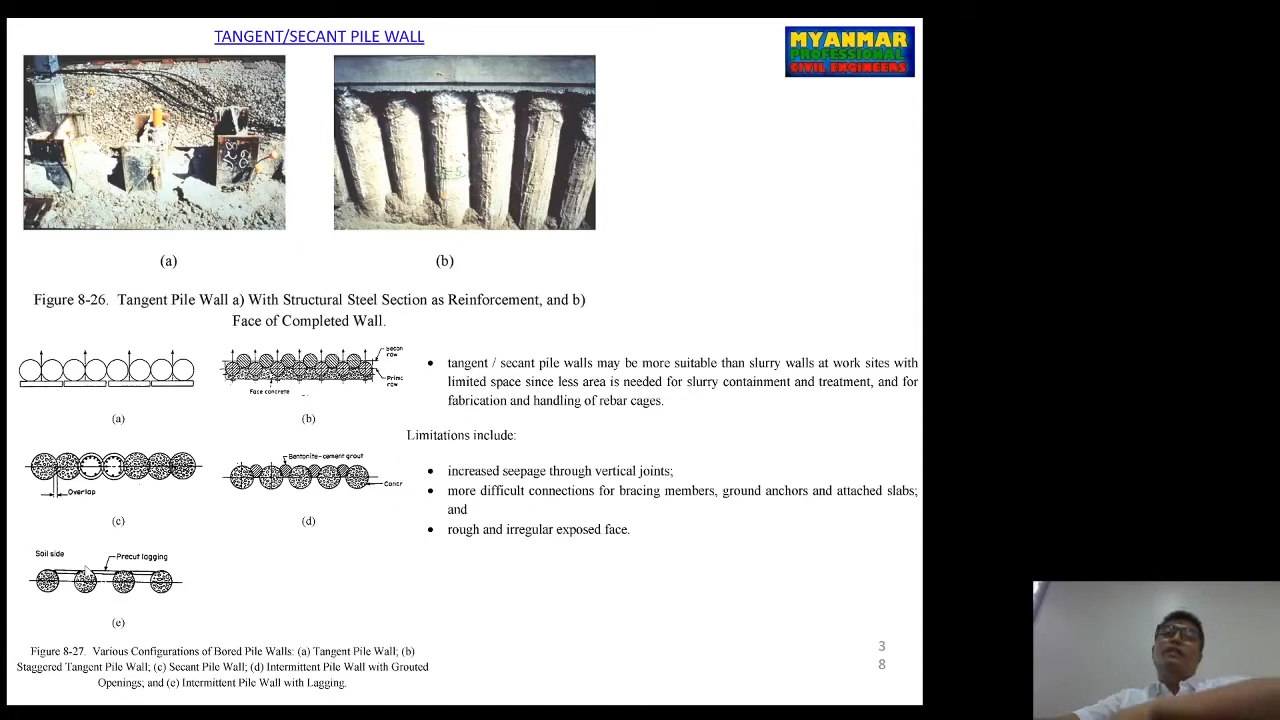 TANGENT/SECANT PILE WALL
MYANMAR
PROFESSIONAL
CIVIL ENGINEERS
(a)
(b)
Figure 8-26. Tangent Pile Wall a) With Structural Steel Section as Reinforcement, and b)
Face of Completed Wall.
Face concrete
(a)
(b)
• tangent / secant pile walls may be more suitable than slurry walls at work sites with
limited space since less area is needed for slurry containment and treatment, and for
fabrication and handling of rebar cages.
Limitations include:
• increased seepage through vertical joints;
• more difficult connections for bracing members, ground anchors and attached slabs;
and
• rough and irregular exposed face.
Overlap
Bentonite-cement grout
Concr
(c)
(d)
Soil side
Precut lagging
(e)
Figure 8-27. Various Configurations of Bored Pile Walls: (a) Tangent Pile Wall; (b)
Staggered Tangent Pile Wall; (c) Secant Pile Wall; (d) Intermittent Pile Wall with Grouted
Openings; and (e) Intermittent Pile Wall with Lagging.
3
8